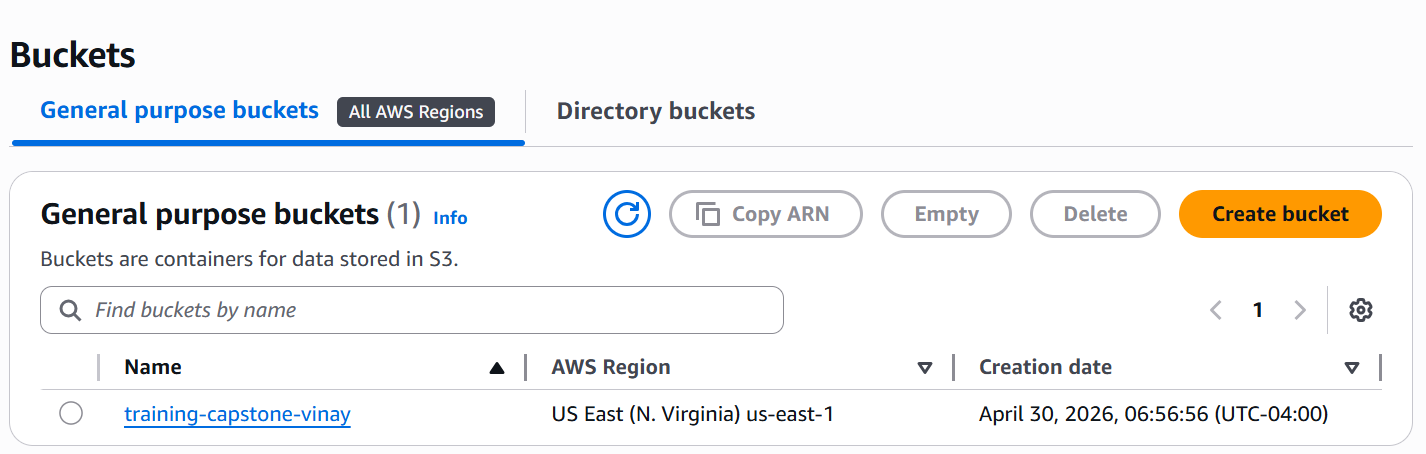 Buckets
General purpose buckets All AWS Regions Directory buckets
General purpose buckets (1) Info Copy ARN Empty Delete Create bucket
Buckets are containers for data stored in S3.
Find buckets by name 1
Name AWS Region Creation date
training-capstone-vinay US East (N. Virginia) us-east-1 April 30, 2026, 06:56:56 (UTC-04:00)